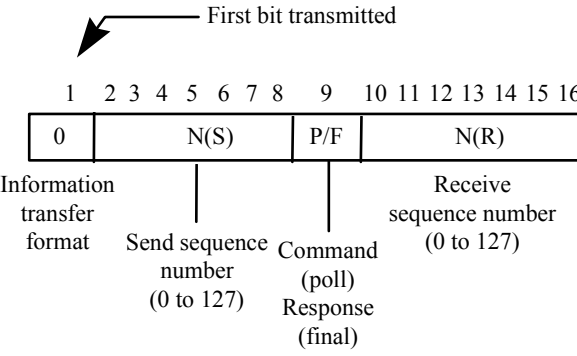 First bit transmitted
1 2 3 4 5 6 7 8 9 10 11 12 13 14 15 16
0 N(S) P/F N(R)
Information
transfer
format
Send sequence
number
(0 to 127)
Command
(poll)
Response
(final)
Receive
sequence number
(0 to 127)